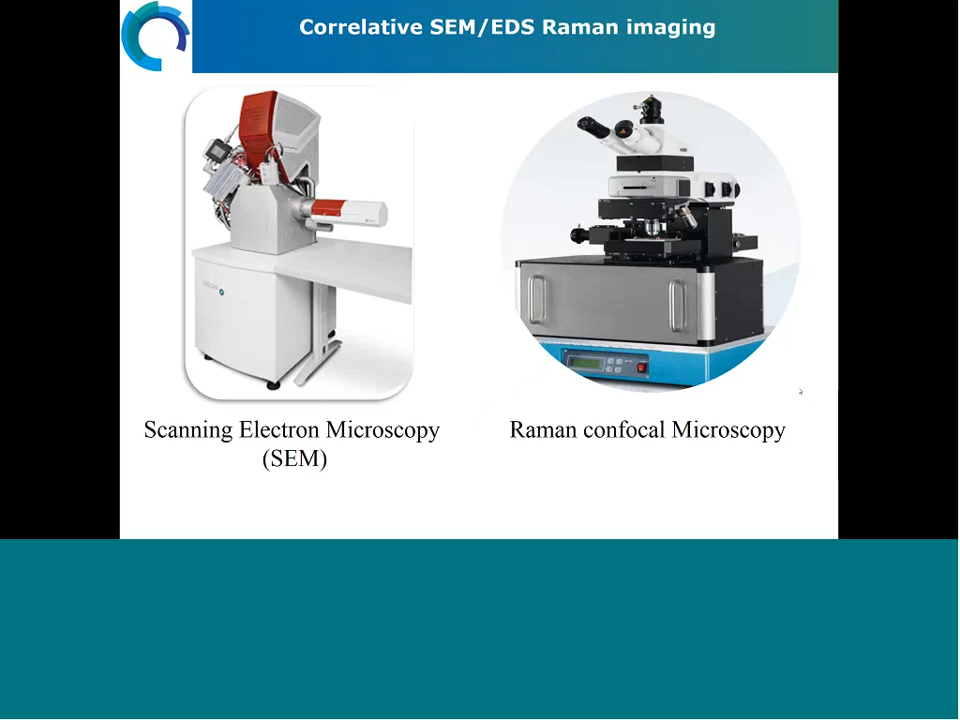 Correlative SEM/EDS Raman imaging
Scanning Electron Microscopy
(SEM)
Raman confocal Microscopy